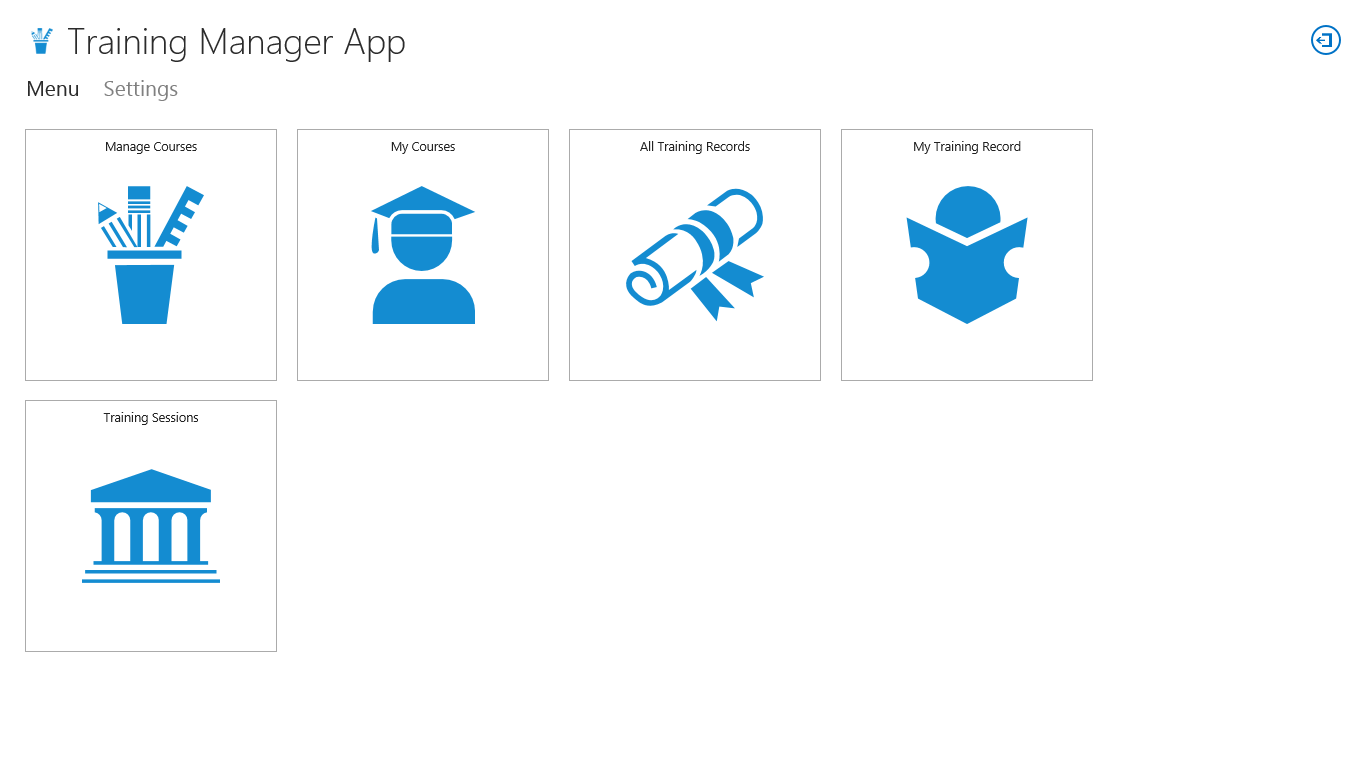 Training Manager App
Menu Settings
Manage Courses
My Courses
All Training Records
My Training Record
Training Sessions